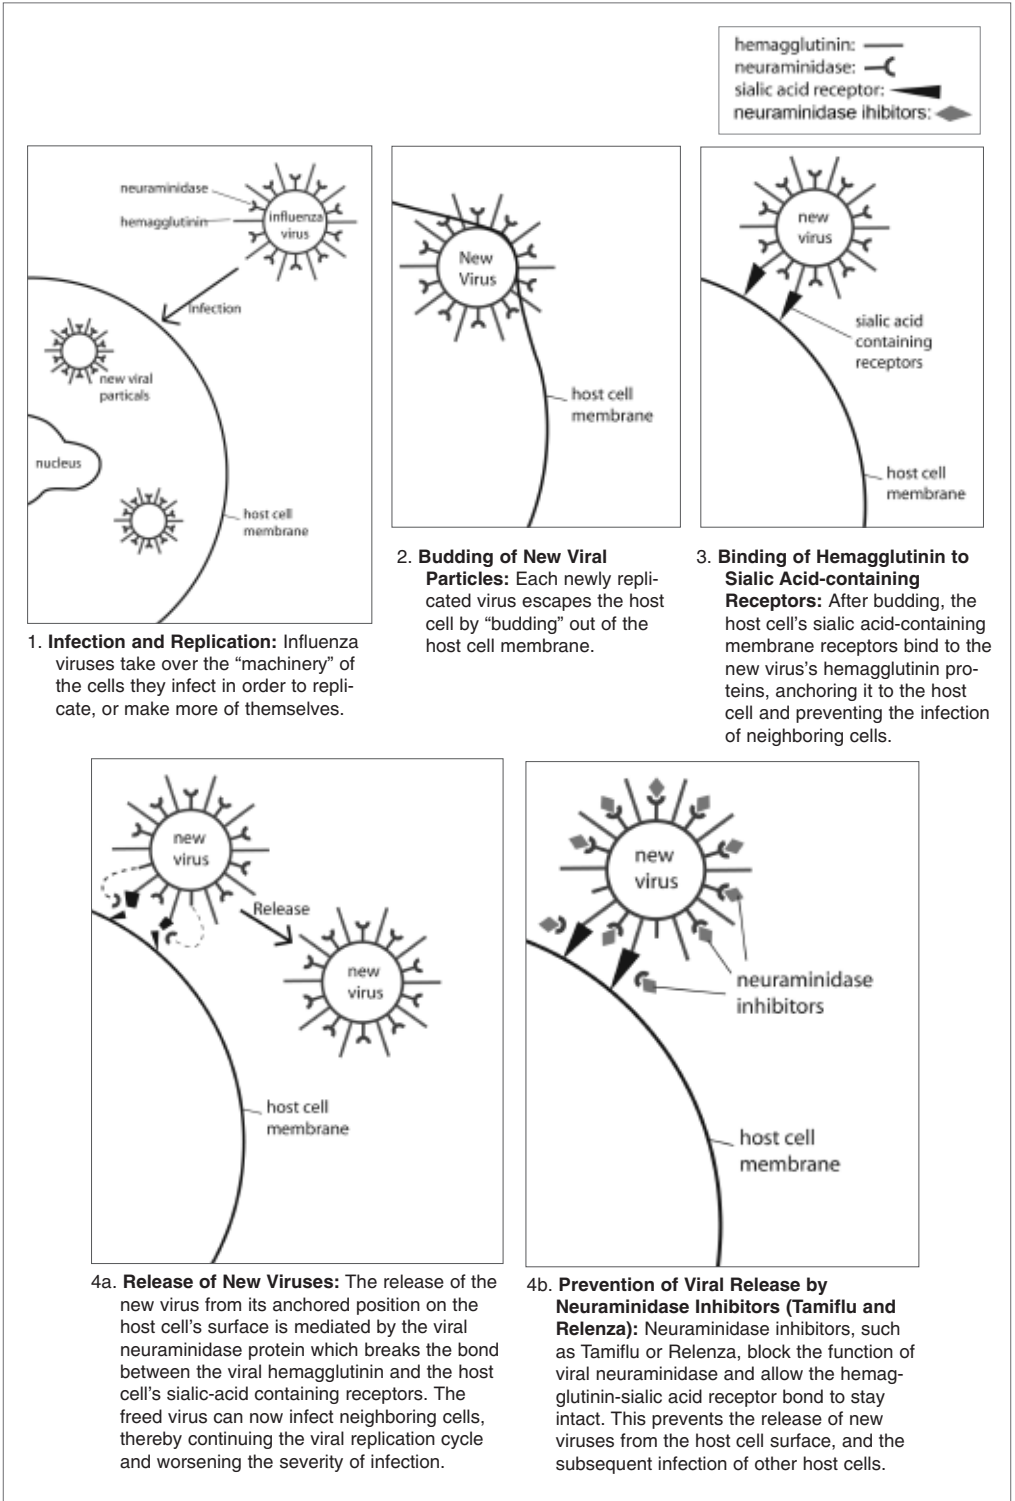 hemagglutinin:
neuraminidase:
sialic acid receptor:
neuraminidase ihibitors:
neuraminidase
hemagglutinin
influenza
virus
Infection
new viral
particals
nucleus
host cell
membrane
1. Infection and Replication: Influenza
viruses take over the “machinery” of
the cells they infect in order to repli-
cate, or make more of themselves.
New
Virus
host cell
membrane
2. Budding of New Viral
Particles: Each newly repli-
cated virus escapes the host
cell by “budding” out of the
host cell membrane.
new
virus
sialic acid
containing
receptors
host cell
membrane
3. Binding of Hemagglutinin to
Sialic Acid-containing
Receptors: After budding, the
host cell’s sialic acid-containing
membrane receptors bind to the
new virus’s hemagglutinin pro-
teins, anchoring it to the host
cell and preventing the infection
of neighboring cells.
new
virus
Release
new
virus
host cell
membrane
4a. Release of New Viruses: The release of the
new virus from its anchored position on the
host cell’s surface is mediated by the viral
neuraminidase protein which breaks the bond
between the viral hemagglutinin and the host
cell’s sialic-acid containing receptors. The
freed virus can now infect neighboring cells,
thereby continuing the viral replication cycle
and worsening the severity of infection.
new
virus
neuraminidase
inhibitors
host cell
membrane
4b. Prevention of Viral Release by
Neuraminidase Inhibitors (Tamiflu and
Relenza): Neuraminidase inhibitors, such
as Tamiflu or Relenza, block the function of
viral neuraminidase and allow the hemag-
glutinin-sialic acid receptor bond to stay
intact. This prevents the release of new
viruses from the host cell surface, and the
subsequent infection of other host cells.